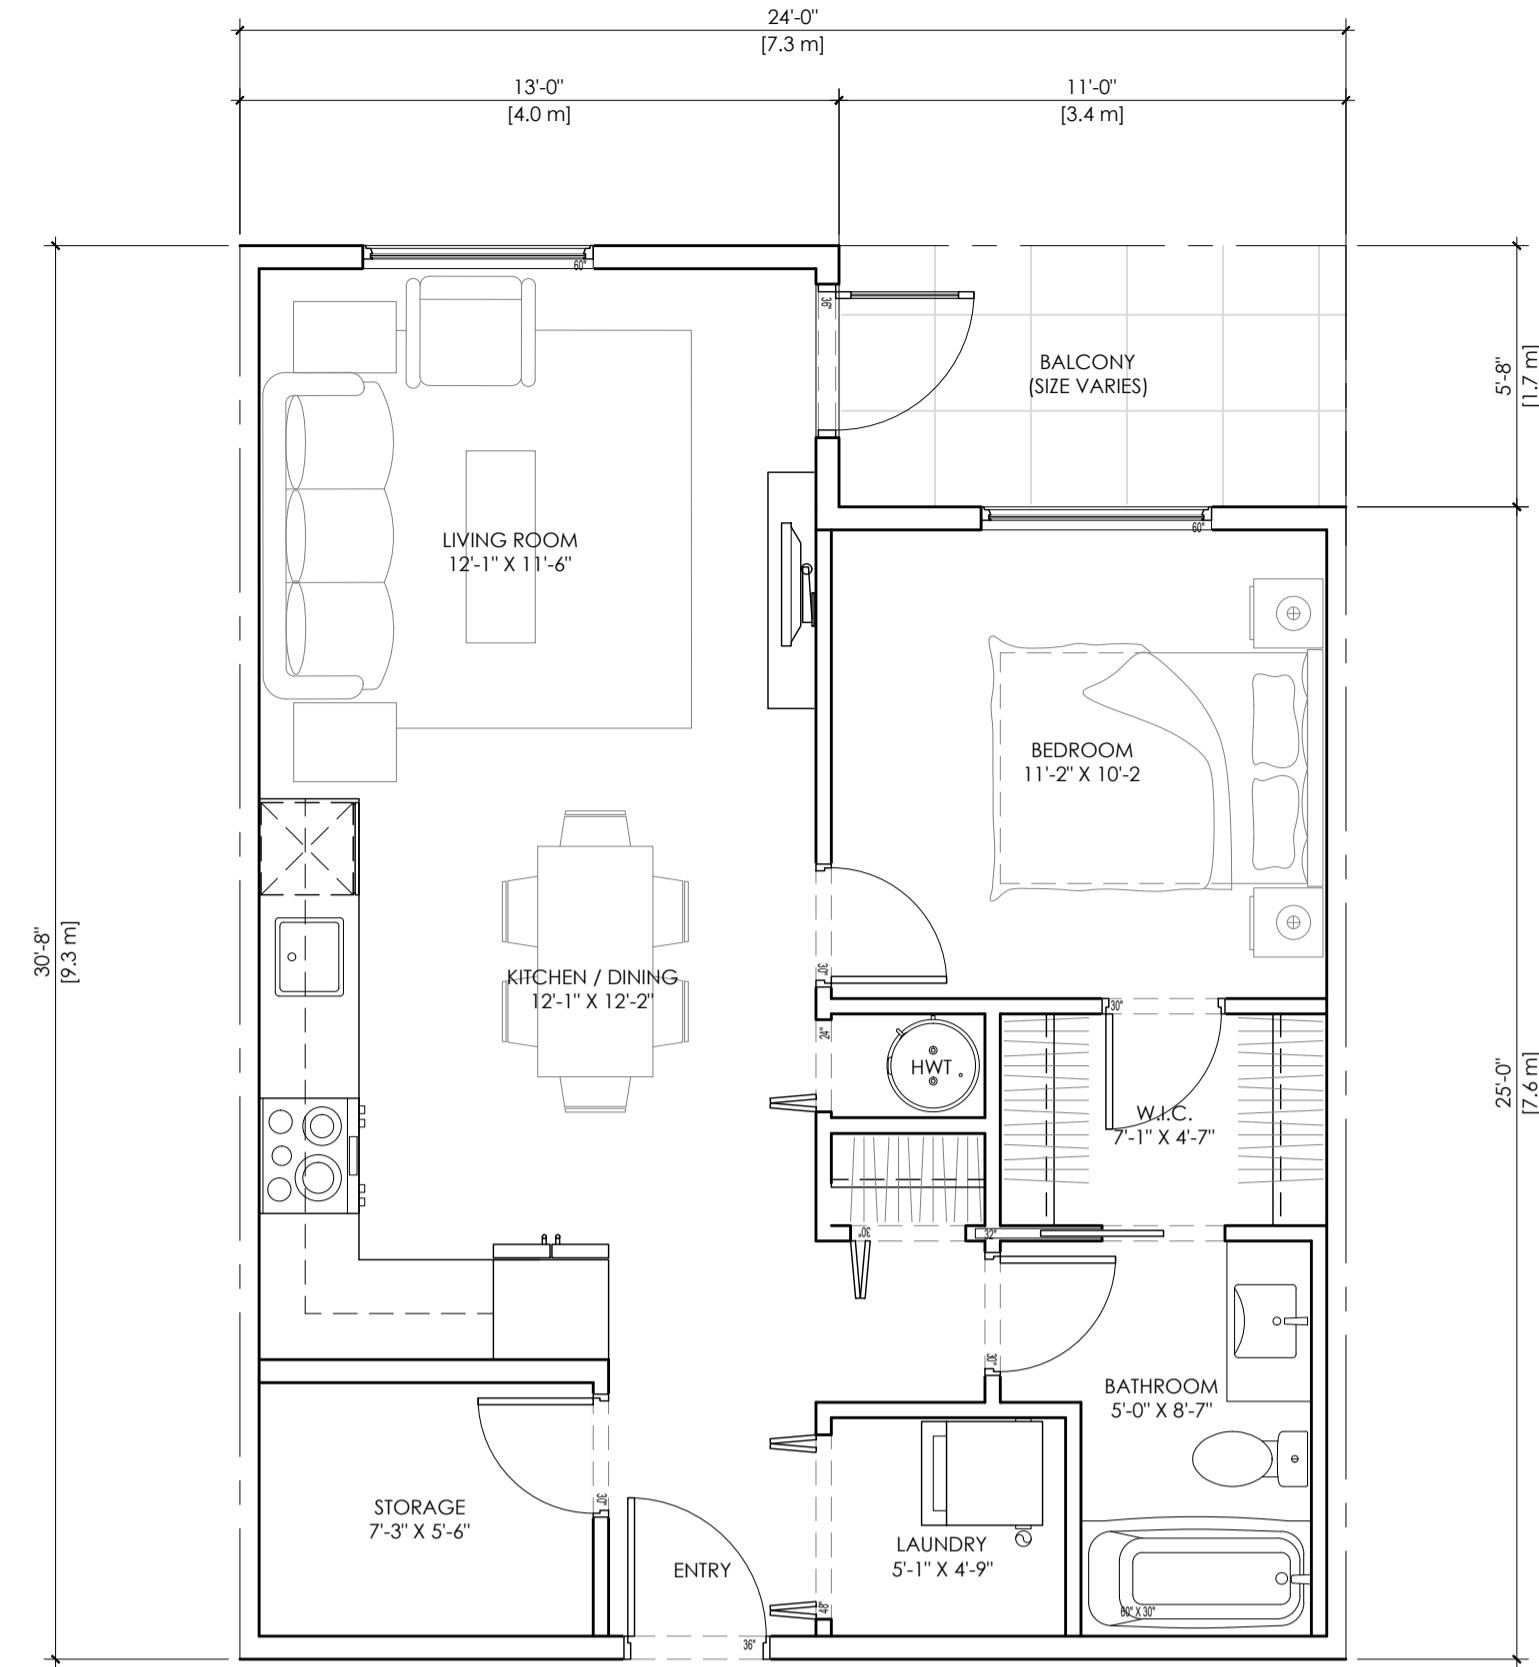 24'-0"
[7.3 m]
13'-0"
[4.0 m]
11'-0"
[3.4 m]
60"
36"
BALCONY
(SIZE VARIES)
5'-8"
[1.7 m]
60"
LIVING ROOM
12'-1" X 11'-6"
BEDROOM
11'-2" X 10'-2
30'-8"
[9.3 m]
KITCHEN / DINING
12'-1" X 12'-2"
30"
30"
24"
HWT
25'-0"
[7.6 m]
W.I.C.
7'-1" X 4'-7"
30"
32"
30"
BATHROOM
5'-0" X 8'-7"
STORAGE
7'-3" X 5'-6"
30"
LAUNDRY
5'-1" X 4'-9"
ENTRY
48"
60" X 30"
36"